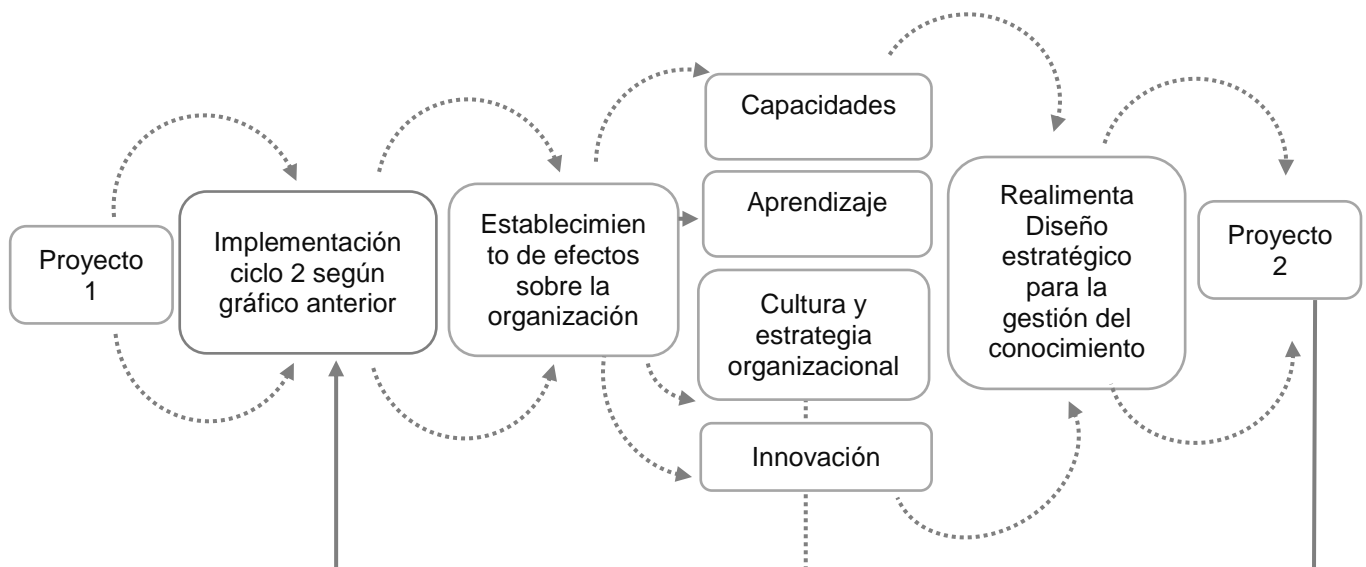 Proyecto
1
Implementación
ciclo 2 según
gráfico anterior
Establecimien
to de efectos
sobre la
organización
Capacidades
Aprendizaje
Cultura y
estrategia
organizacional
Innovación
Realimenta
Diseño
estratégico
para la
gestión del
conocimiento
Proyecto
2